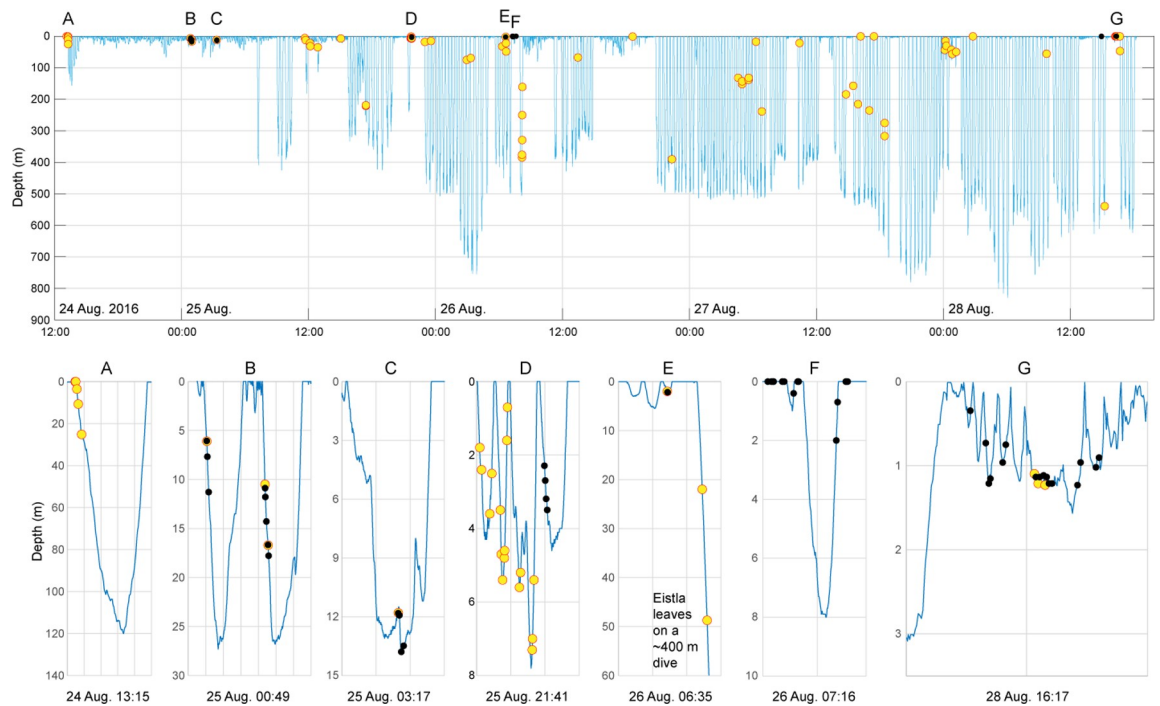 A B C D E F G
0
100
200
300
400
500
600
700
800
900
Depth (m)
24 Aug. 2016 25 Aug. 26 Aug. 27 Aug. 28 Aug.
12:00 00:00 12:00 00:00 12:00 00:00 12:00 00:00 12:00
A B C D E F G
Depth (m)
0
20
40
60
80
100
120
140
24 Aug. 13:15
0
5
10
15
20
25
30
25 Aug. 00:49
0
3
6
9
12
15
25 Aug. 03:17
2
4
6
8
25 Aug. 21:41
0
10
20
30
40
50
60
Eistla
leaves
on a
~400 m
dive
26 Aug. 06:35
0
2
4
6
8
10
26 Aug. 07:16
0
1
2
3
28 Aug. 16:17